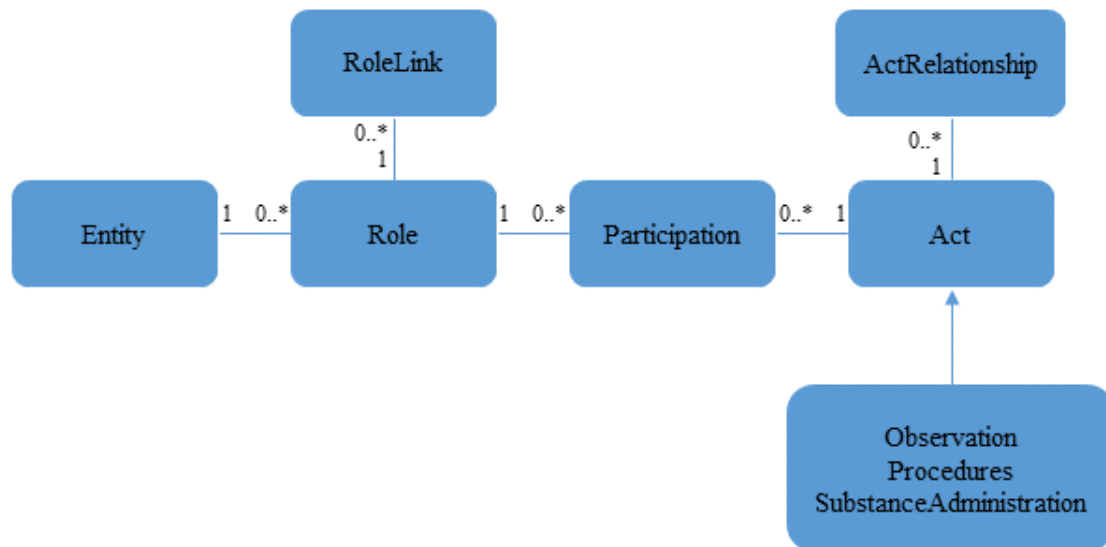 RoleLink
ActRelationship
0..*
1
0..*
1
Entity
1 0..*
Role
1 0..*
Participation
0..* 1
Act
Observation
Procedures
SubstanceAdministration